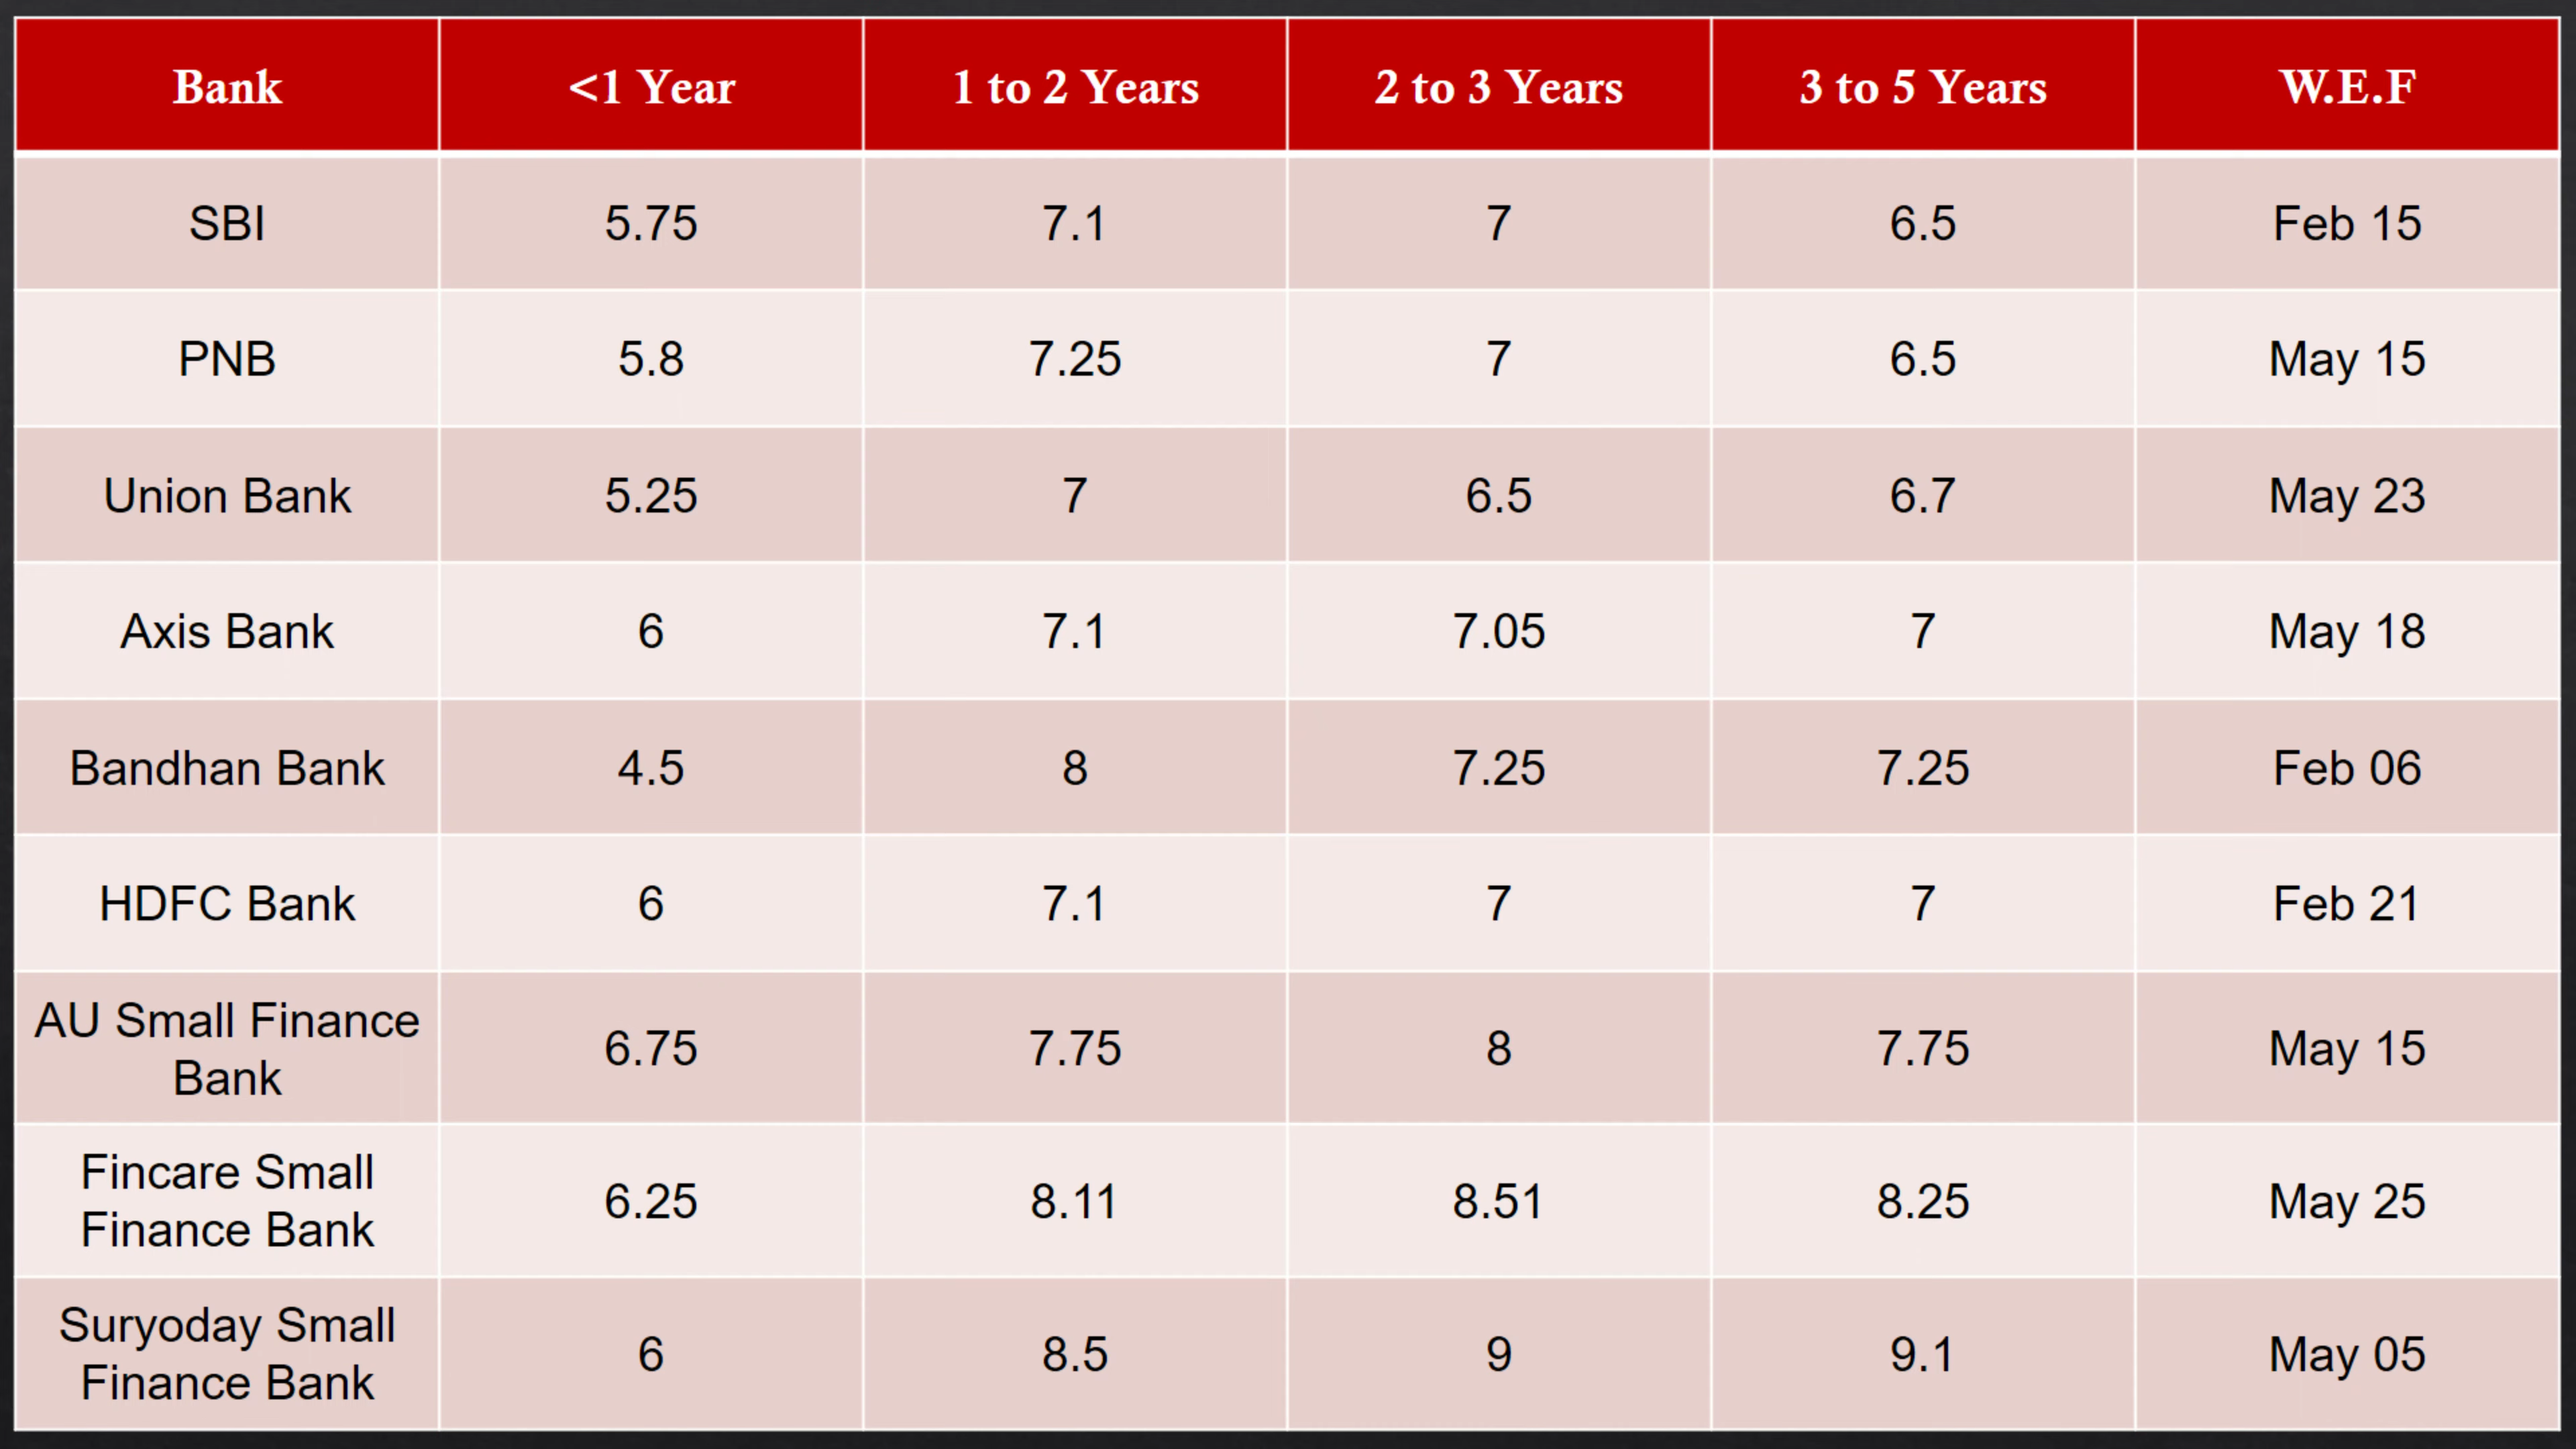 Bank <1 Year 1 to 2 Years 2 to 3 Years 3 to 5 Years W.E.F
SBI 5.75 7.1 7 6.5 Feb 15
PNB 5.8 7.25 7 6.5 May 15
Union Bank 5.25 7 6.5 6.7 May 23
Axis Bank 6 7.1 7.05 7 May 18
Bandhan Bank 4.5 8 7.25 7.25 Feb 06
HDFC Bank 6 7.1 7 7 Feb 21
AU Small Finance
Bank 6.75 7.75 8 7.75 May 15
Fincare Small
Finance Bank 6.25 8.11 8.51 8.25 May 25
Suryoday Small
Finance Bank 6 8.5 9 9.1 May 05